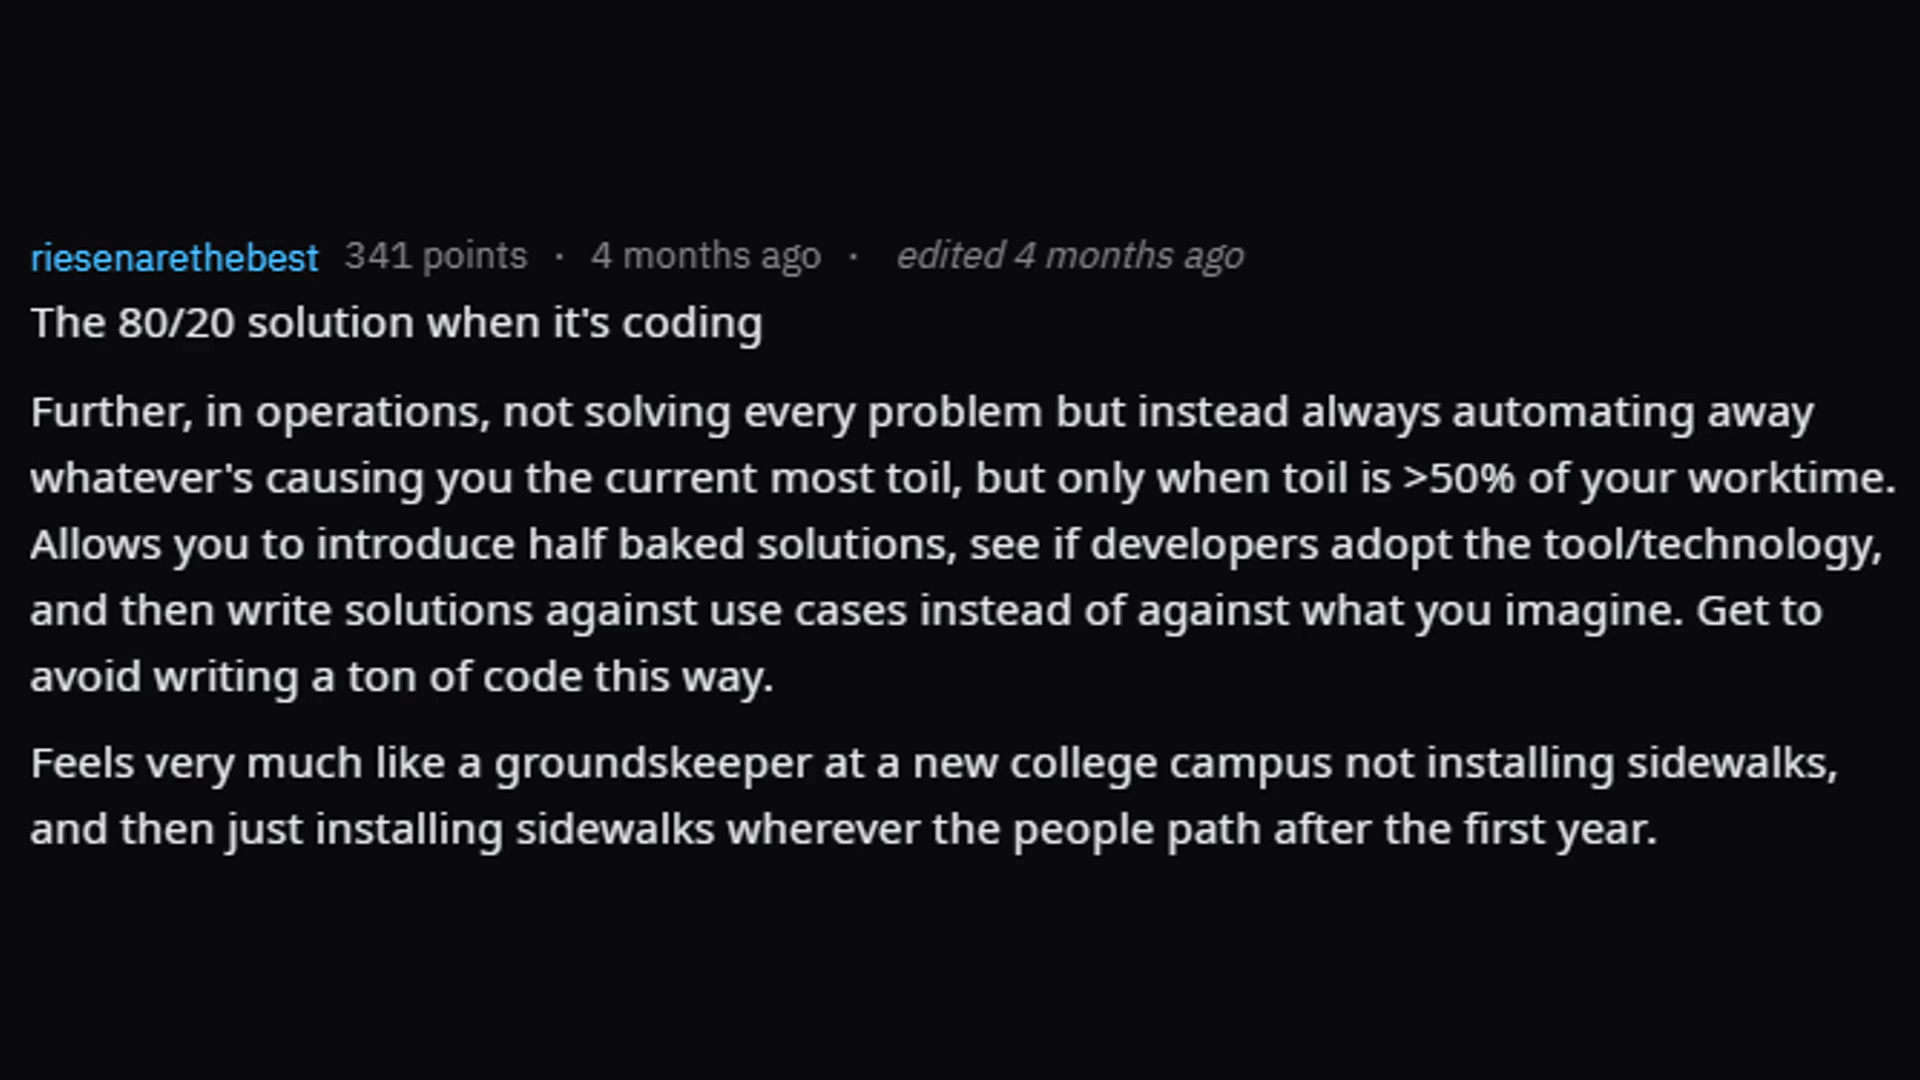 riesenarethebest 341 points · 4 months ago · edited 4 months ago
The 80/20 solution when it's coding
Further, in operations, not solving every problem but instead always automating away
whatever's causing you the current most toil, but only when toil is >50% of your worktime.
Allows you to introduce half baked solutions, see if developers adopt the tool/technology,
and then write solutions against use cases instead of against what you imagine. Get to
avoid writing a ton of code this way.
Feels very much like a groundskeeper at a new college campus not installing sidewalks,
and then just installing sidewalks wherever the people path after the first year.